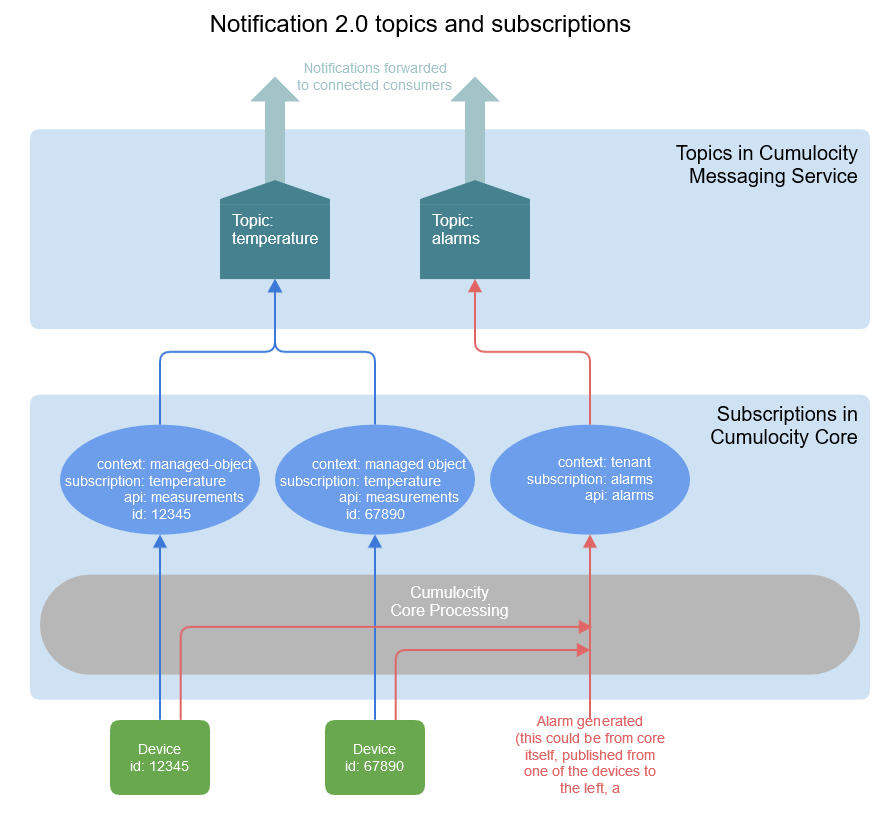 Notification 2.0 topics and subscriptions
Notifications forwarded
to connected consumers
Topics in Cumulocity
Messaging Service
Topic:
temperature
Topic:
alarms
Subscriptions in
Cumulocity Core
context: managed-object
subscription: temperature
api: measurements
id: 12345
context: managed object
subscription: temperature
api: measurements
id: 67890
context: tenant
subscription: alarms
api: alarms
Cumulocity
Core Processing
Device
id: 12345
Device
id: 67890
Alarm generated
(this could be from core
itself, published from
one of the devices to
the left, a